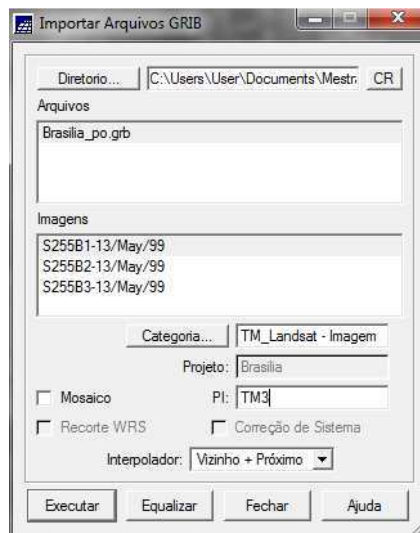 Importar Arquivos GRIB
Diretorio... C:\Users\User\Documents\Mestr CR
Arquivos
Brasilia_po.grb
Imagens
S255B1-13/May/99
S255B2-13/May/99
S255B3-13/May/99
Categoria... TM_Landsat - Imagem
Projeto: Brasilia
Mosaico PI: TM3
Recorte WRS Correção de Sistema
Interpolador: Vizinho + Próximo
Executar Equalizar Fechar Ajuda